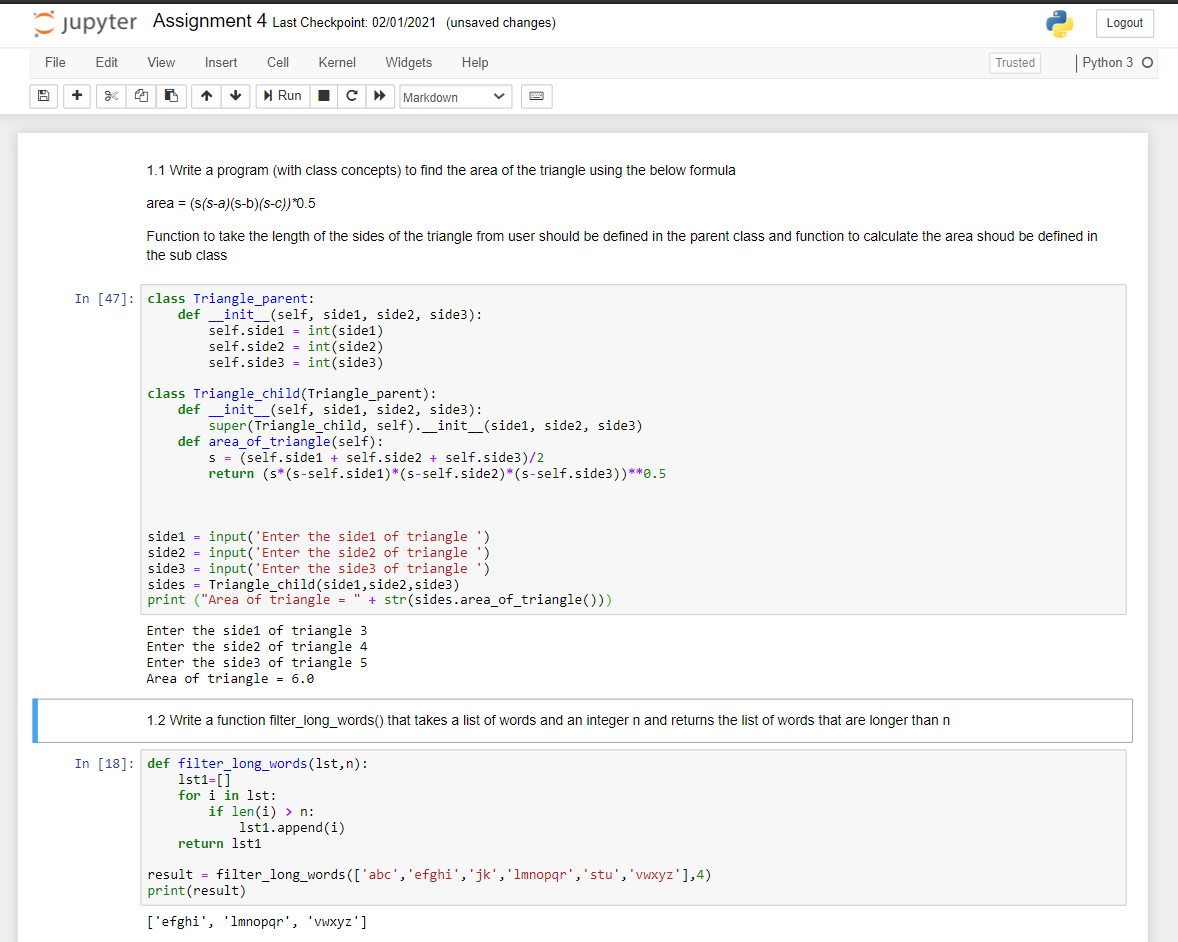 jupyter Assignment 4 Last Checkpoint: 02/01/2021 (unsaved changes) Logout
File Edit View Insert Cell Kernel Widgets Help Trusted Python 3
Run Markdown
1.1 Write a program (with class concepts) to find the area of the triangle using the below formula
area = (s(s-a)(s-b)(s-c))*0.5
Function to take the length of the sides of the triangle from user should be defined in the parent class and function to calculate the area shoud be defined in
the sub class
In [47]: class Triangle_parent:
    def __init__(self, side1, side2, side3):
        self.side1 = int(side1)
        self.side2 = int(side2)
        self.side3 = int(side3)
class Triangle_child(Triangle_parent):
    def __init__(self, side1, side2, side3):
        super(Triangle_child, self).__init__(side1, side2, side3)
    def area_of_triangle(self):
        s = (self.side1 + self.side2 + self.side3)/2
        return (s*(s-self.side1)*(s-self.side2)*(s-self.side3))**0.5
side1 = input('Enter the side1 of triangle ')
side2 = input('Enter the side2 of triangle ')
side3 = input('Enter the side3 of triangle ')
sides = Triangle_child(side1,side2,side3)
print ("Area of triangle = " + str(sides.area_of_triangle()))
Enter the side1 of triangle 3
Enter the side2 of triangle 4
Enter the side3 of triangle 5
Area of triangle = 6.0
1.2 Write a function filter_long_words() that takes a list of words and an integer n and returns the list of words that are longer than n
In [18]: def filter_long_words(lst,n):
    lst1=[]
    for i in lst:
        if len(i) > n:
            lst1.append(i)
    return lst1
result = filter_long_words(['abc','efghi','jk','lmnopqr','stu','vwxyz'],4)
print(result)
['efghi', 'lmnopqr', 'vwxyz']